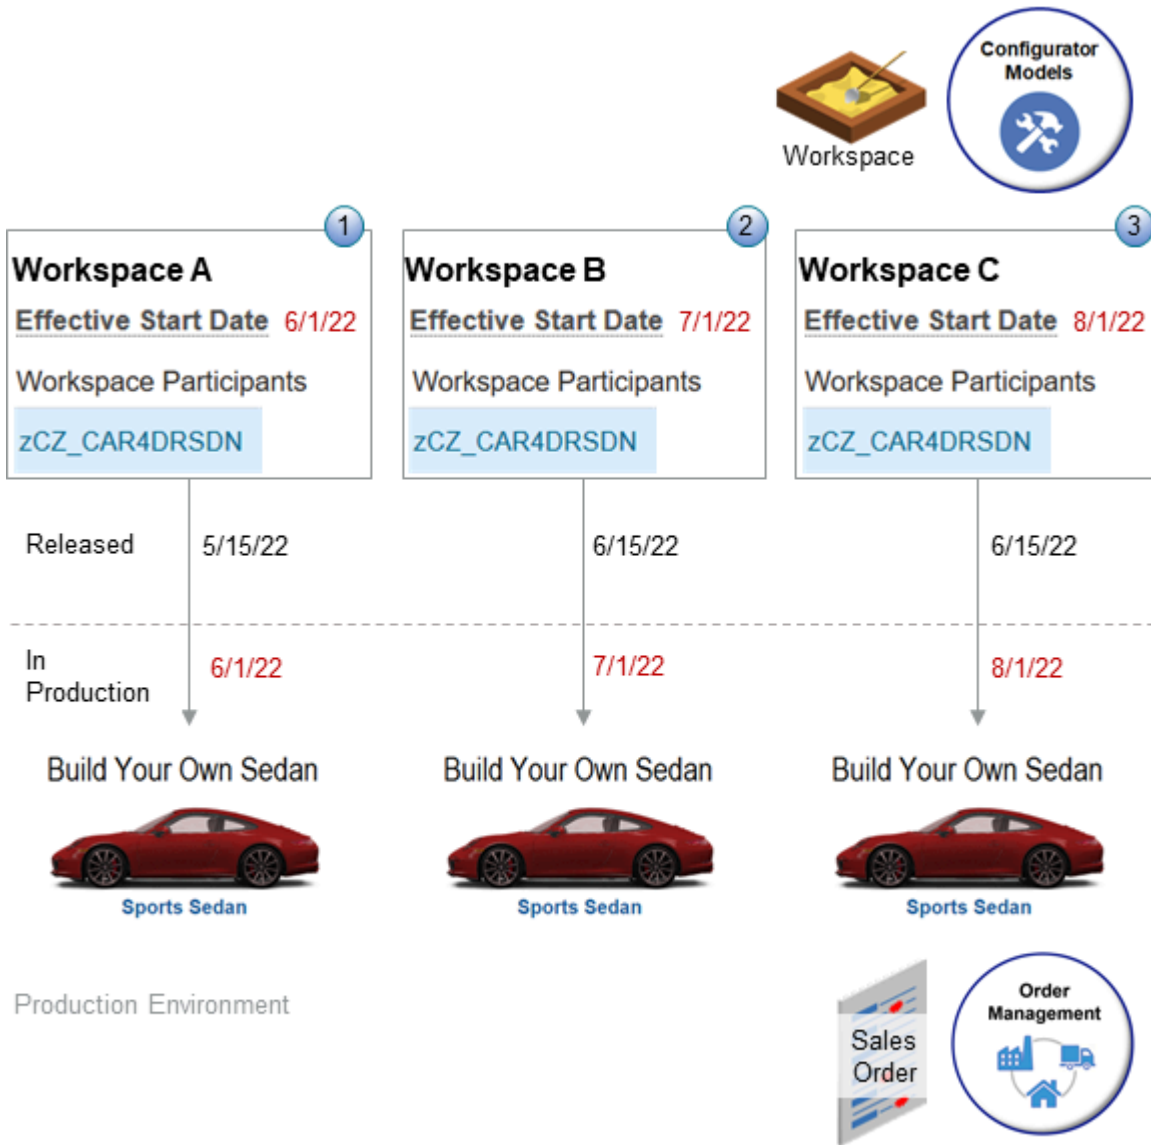 Configurator
Models
Workspace
1
Workspace A
Effective Start Date 6/1/22
Workspace Participants
zCZ_CAR4DRSDN
2
Workspace B
Effective Start Date 7/1/22
Workspace Participants
zCZ_CAR4DRSDN
3
Workspace C
Effective Start Date 8/1/22
Workspace Participants
zCZ_CAR4DRSDN
Released 5/15/22 6/15/22 6/15/22
In
Production
6/1/22 7/1/22 8/1/22
Build Your Own Sedan
Sports Sedan
Build Your Own Sedan
Sports Sedan
Build Your Own Sedan
Sports Sedan
Production Environment
Sales
Order
Order
Management